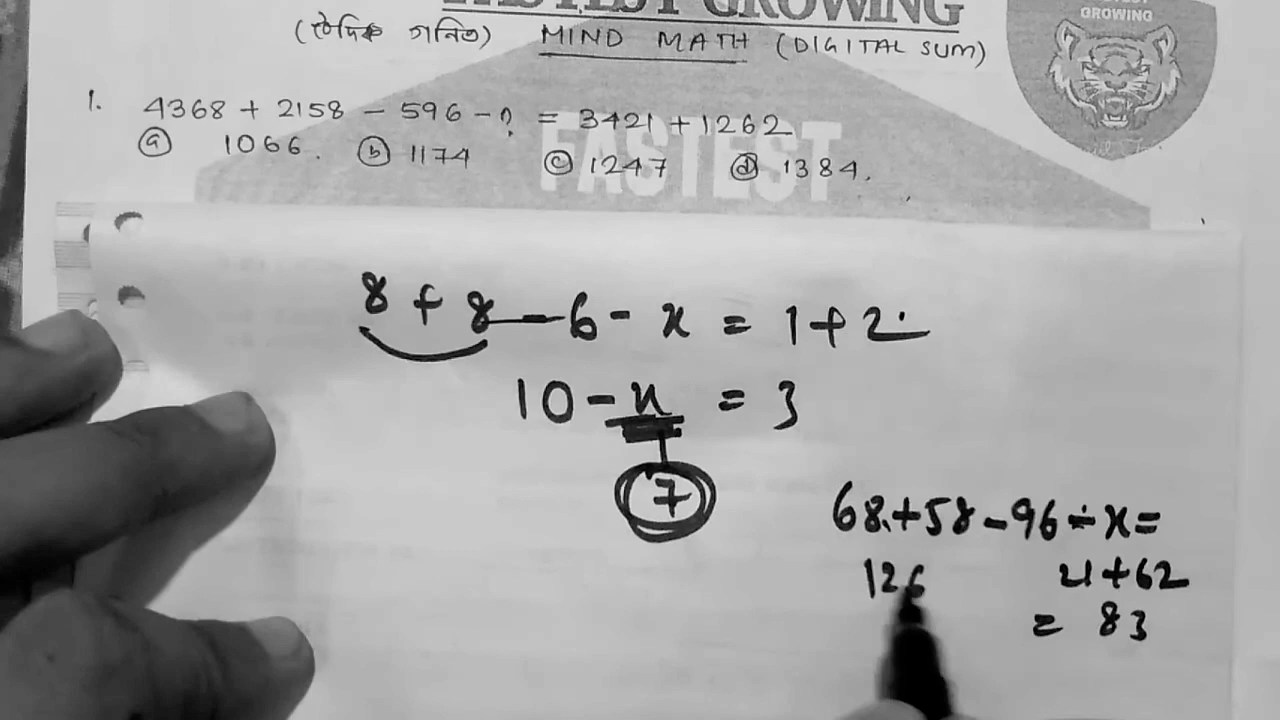 FASTEST GROWING
GROWING
(বৈদিক গনিত) MIND MATH (DIGITAL SUM)
1. 4368 + 2158 - 596 - ? = 3421 + 1262
ⓐ 1066. ⓑ 1174 ⓒ 1247 ⓓ 1384.
FASTEST
8 + 8 - 6 - x = 1 + 2.
10 - x = 3
7
68 + 58 - 96 - x =
126 21 + 62
= 83